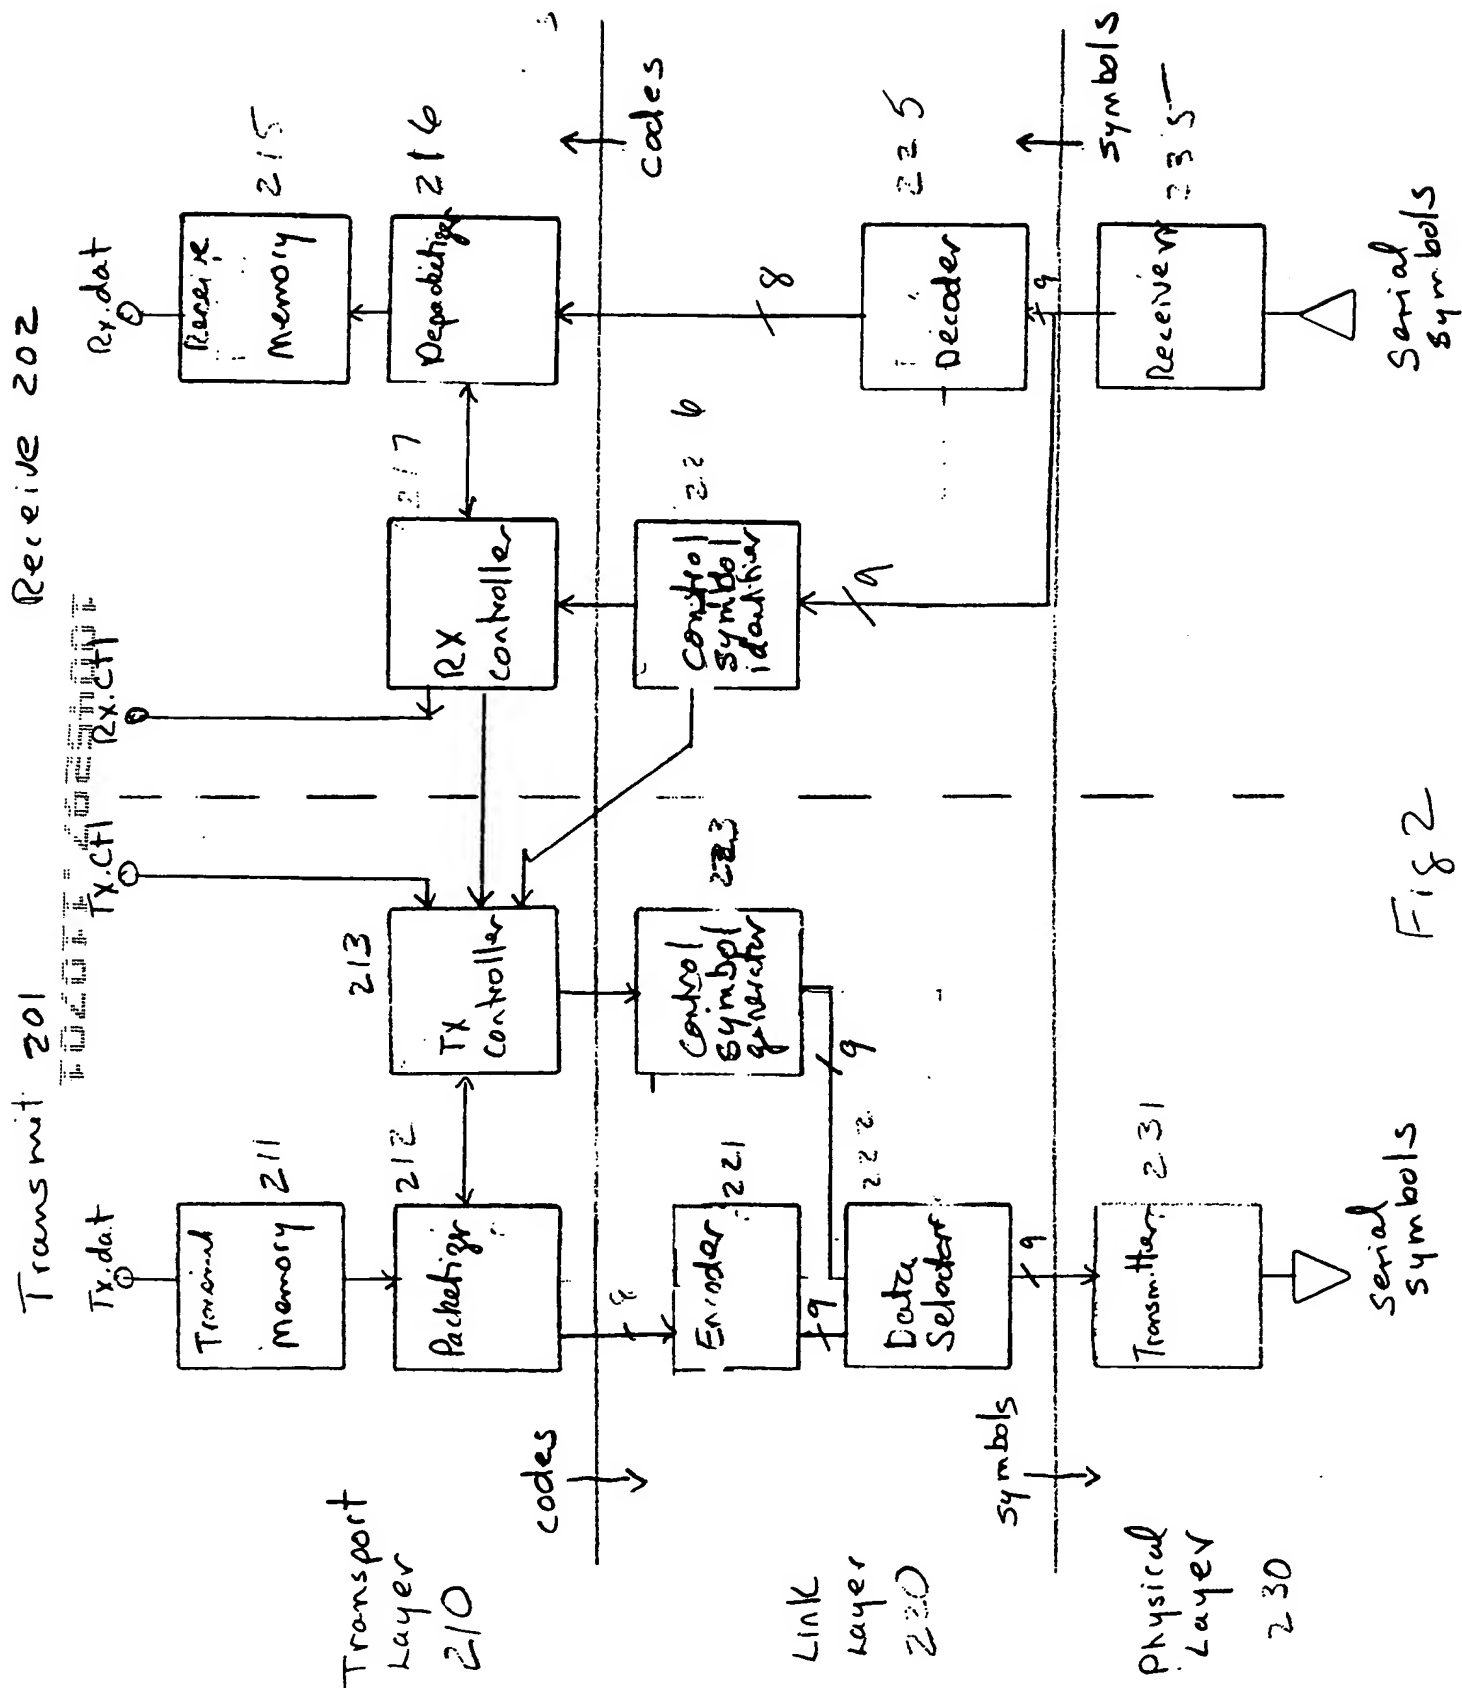 Transmit 201
Receive 202
Tx.dat
Tx.ctl
Rx.ctl
Rx.dat
Transport
Layer
210
Memory
211
Packetizer
212
TX
controller
213
RX
controller
217
Depacketizer
216
Receive
Memory
215
codes
codes
Link
Layer
220
8
Encoder
221
9
Control
symbol
generator
223
9
Data
Selector
222
Control
symbol
identifier
226
9
8
Decoder
225
symbols
9
9
symbols
Physical
Layer
230
Transmitter
231
Receiver
235
Serial
symbols
Serial
symbols
Fig 2